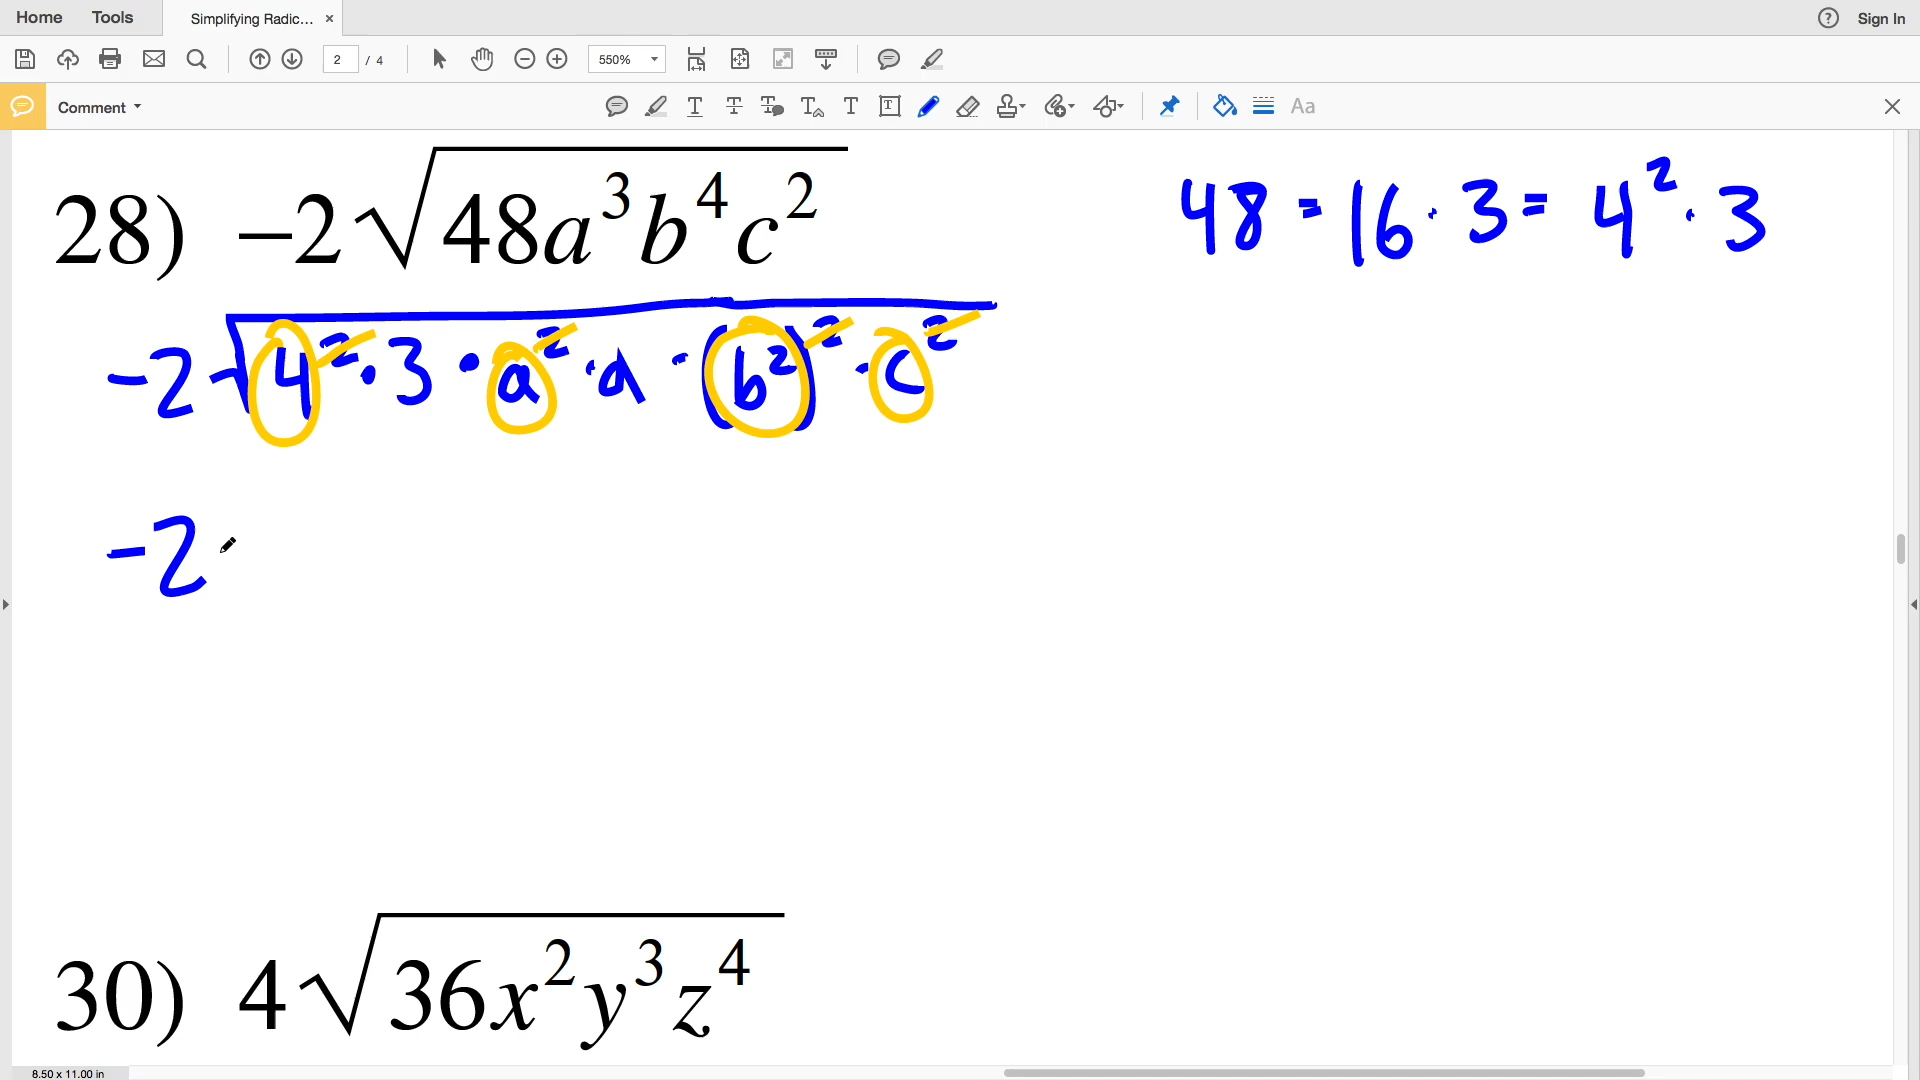 Home Tools Simplifying Radic... × ? Sign In
2 / 4 550%
Comment T T T T T T Aa
28) −2√48a³b⁴c² 48 = 16 · 3 = 4² · 3
-2√4² · 3 · a² · a · (b²)² · c²
-2
30) 4√36x²y³z⁴
8.50 x 11.00 in